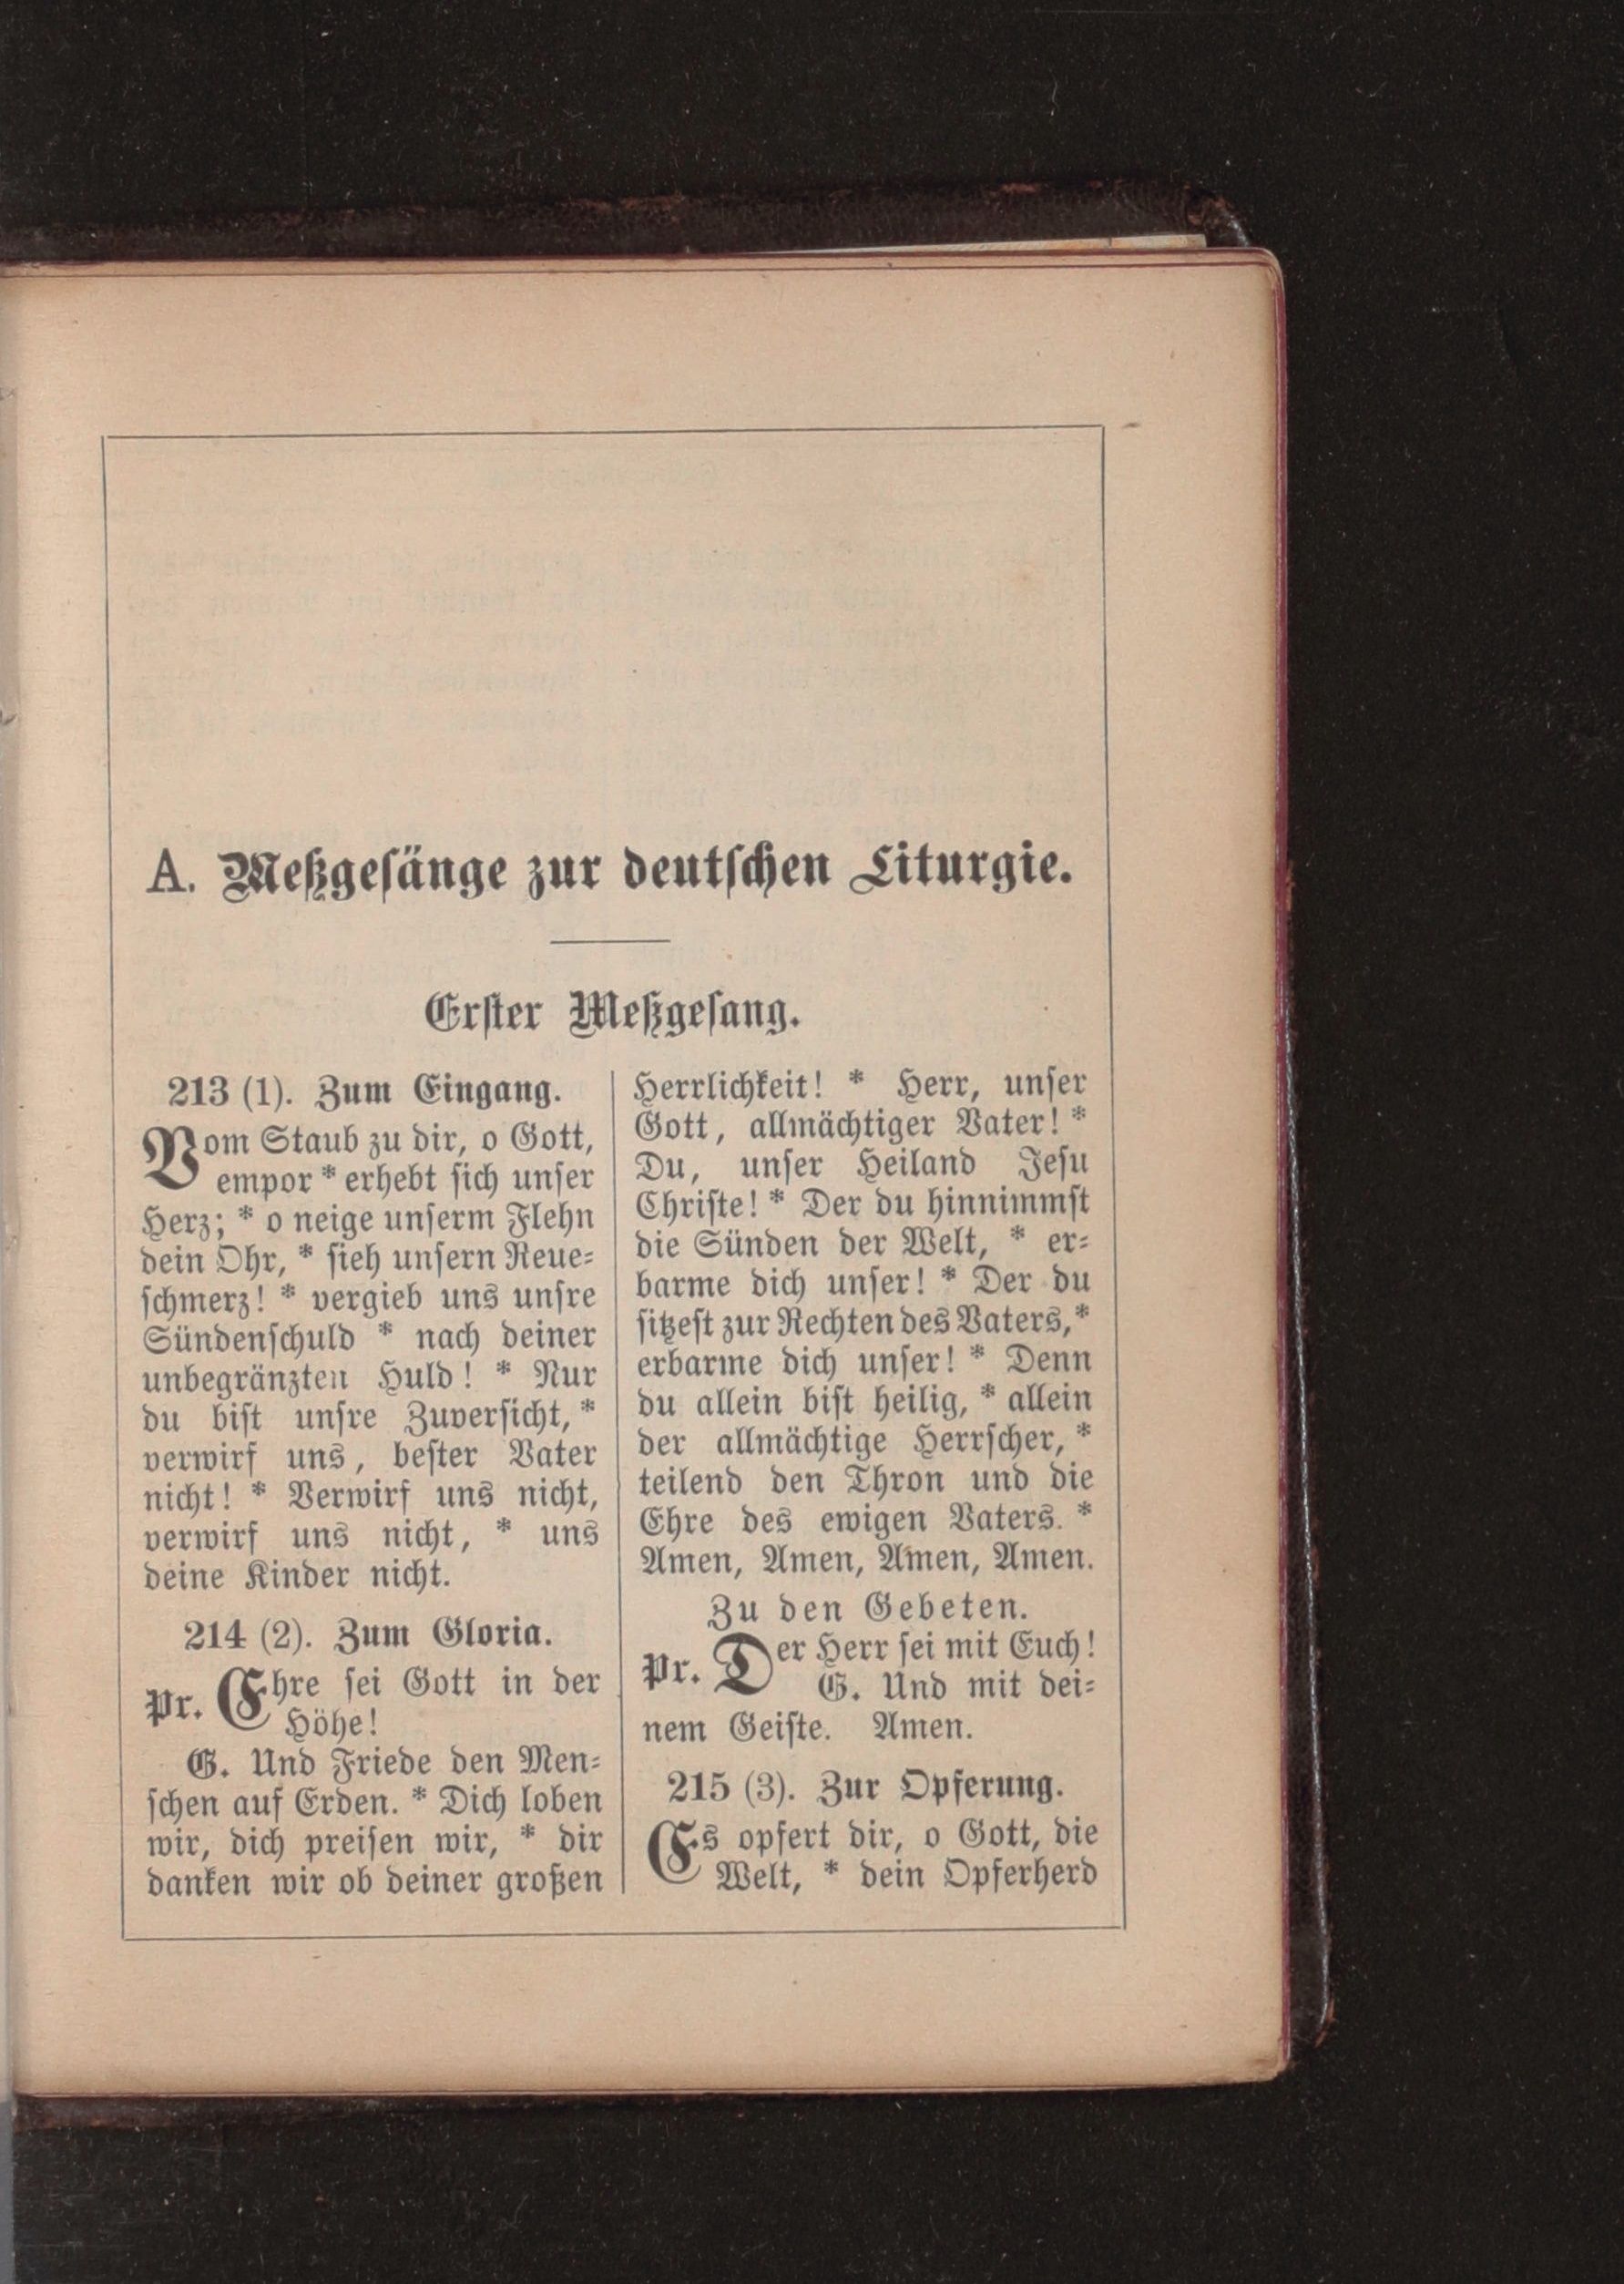 A. Meßgesänge zur deutschen Liturgie.
Erster Meßgesang.
213 (1). Zum Eingang.
Vom Staub zu dir, o Gott,
empor * erhebt sich unser
Herz; * o neige unserm Flehn
dein Ohr, * sieh unsern Reue-
schmerz! * vergieb uns unsre
Sündenschuld * nach deiner
unbegränzten Huld! * Nur
du bist unsre Zuversicht, *
verwirf uns, bester Vater
nicht! * Verwirf uns nicht,
verwirf uns nicht, * uns
deine Kinder nicht.
214 (2). Zum Gloria.
Pr. Ehre sei Gott in der
Höhe!
G. Und Friede den Men-
schen auf Erden. * Dich loben
wir, dich preisen wir, * dir
danken wir ob deiner großen
Herrlichkeit! * Herr, unser
Gott, allmächtiger Vater! *
Du, unser Heiland Jesu
Christe! * Der du hinnimmst
die Sünden der Welt, * er-
barme dich unser! * Der du
sitzest zur Rechten des Vaters, *
erbarme dich unser! * Denn
du allein bist heilig, * allein
der allmächtige Herrscher, *
teilend den Thron und die
Ehre des ewigen Vaters. *
Amen, Amen, Amen, Amen.
Zu den Gebeten.
Pr. Der Herr sei mit Euch!
G. Und mit dei-
nem Geiste. Amen.
215 (3). Zur Opferung.
Es opfert dir, o Gott, die
Welt, * dein Opferherd